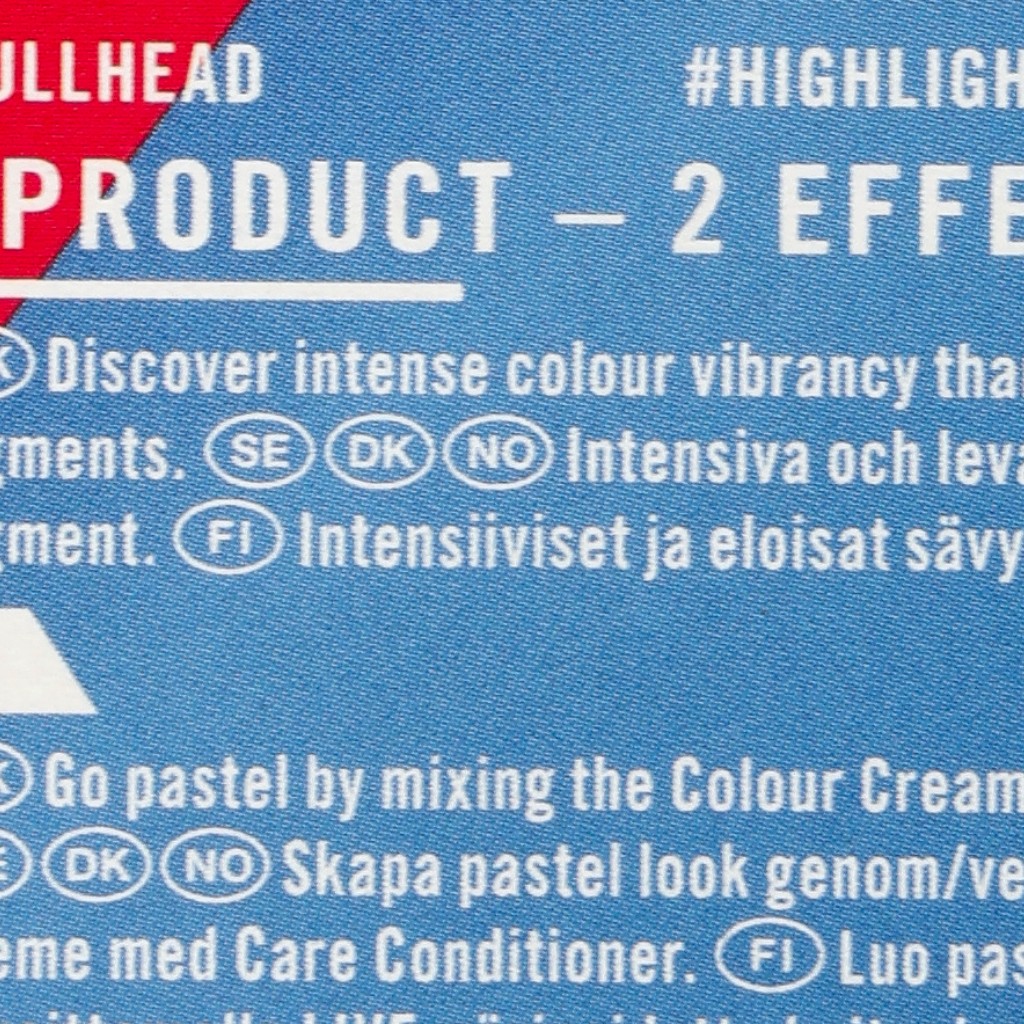 ULLHEAD #HIGHLIGH
PRODUCT – 2 EFFE
K Discover intense colour vibrancy tha
gments. SE DK NO Intensiva och leva
gment. FI Intensiiviset ja eloisat sävy
K Go pastel by mixing the Colour Cream
E DK NO Skapa pastel look genom/ve
eme med Care Conditioner. FI Luo pas